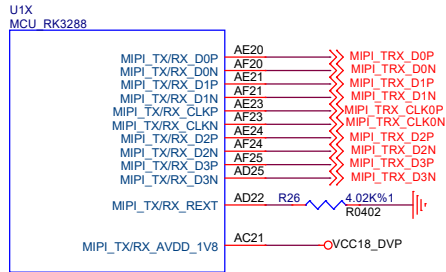 U1X
MCU_RK3288
MIPI_TX/RX_D0P AE20 MIPI_TRX_D0P
MIPI_TX/RX_D0N AF20 MIPI_TRX_D0N
MIPI_TX/RX_D1P AE21 MIPI_TRX_D1P
MIPI_TX/RX_D1N AF21 MIPI_TRX_D1N
MIPI_TX/RX_CLKP AE23 MIPI_TRX_CLK0P
MIPI_TX/RX_CLKN AF23 MIPI_TRX_CLK0N
MIPI_TX/RX_D2P AE24 MIPI_TRX_D2P
MIPI_TX/RX_D2N AF24 MIPI_TRX_D2N
MIPI_TX/RX_D3P AF25 MIPI_TRX_D3P
MIPI_TX/RX_D3N AD25 MIPI_TRX_D3N
MIPI_TX/RX_REXT AD22 R26 4.02K%1
R0402
MIPI_TX/RX_AVDD_1V8 AC21 VCC18_DVP